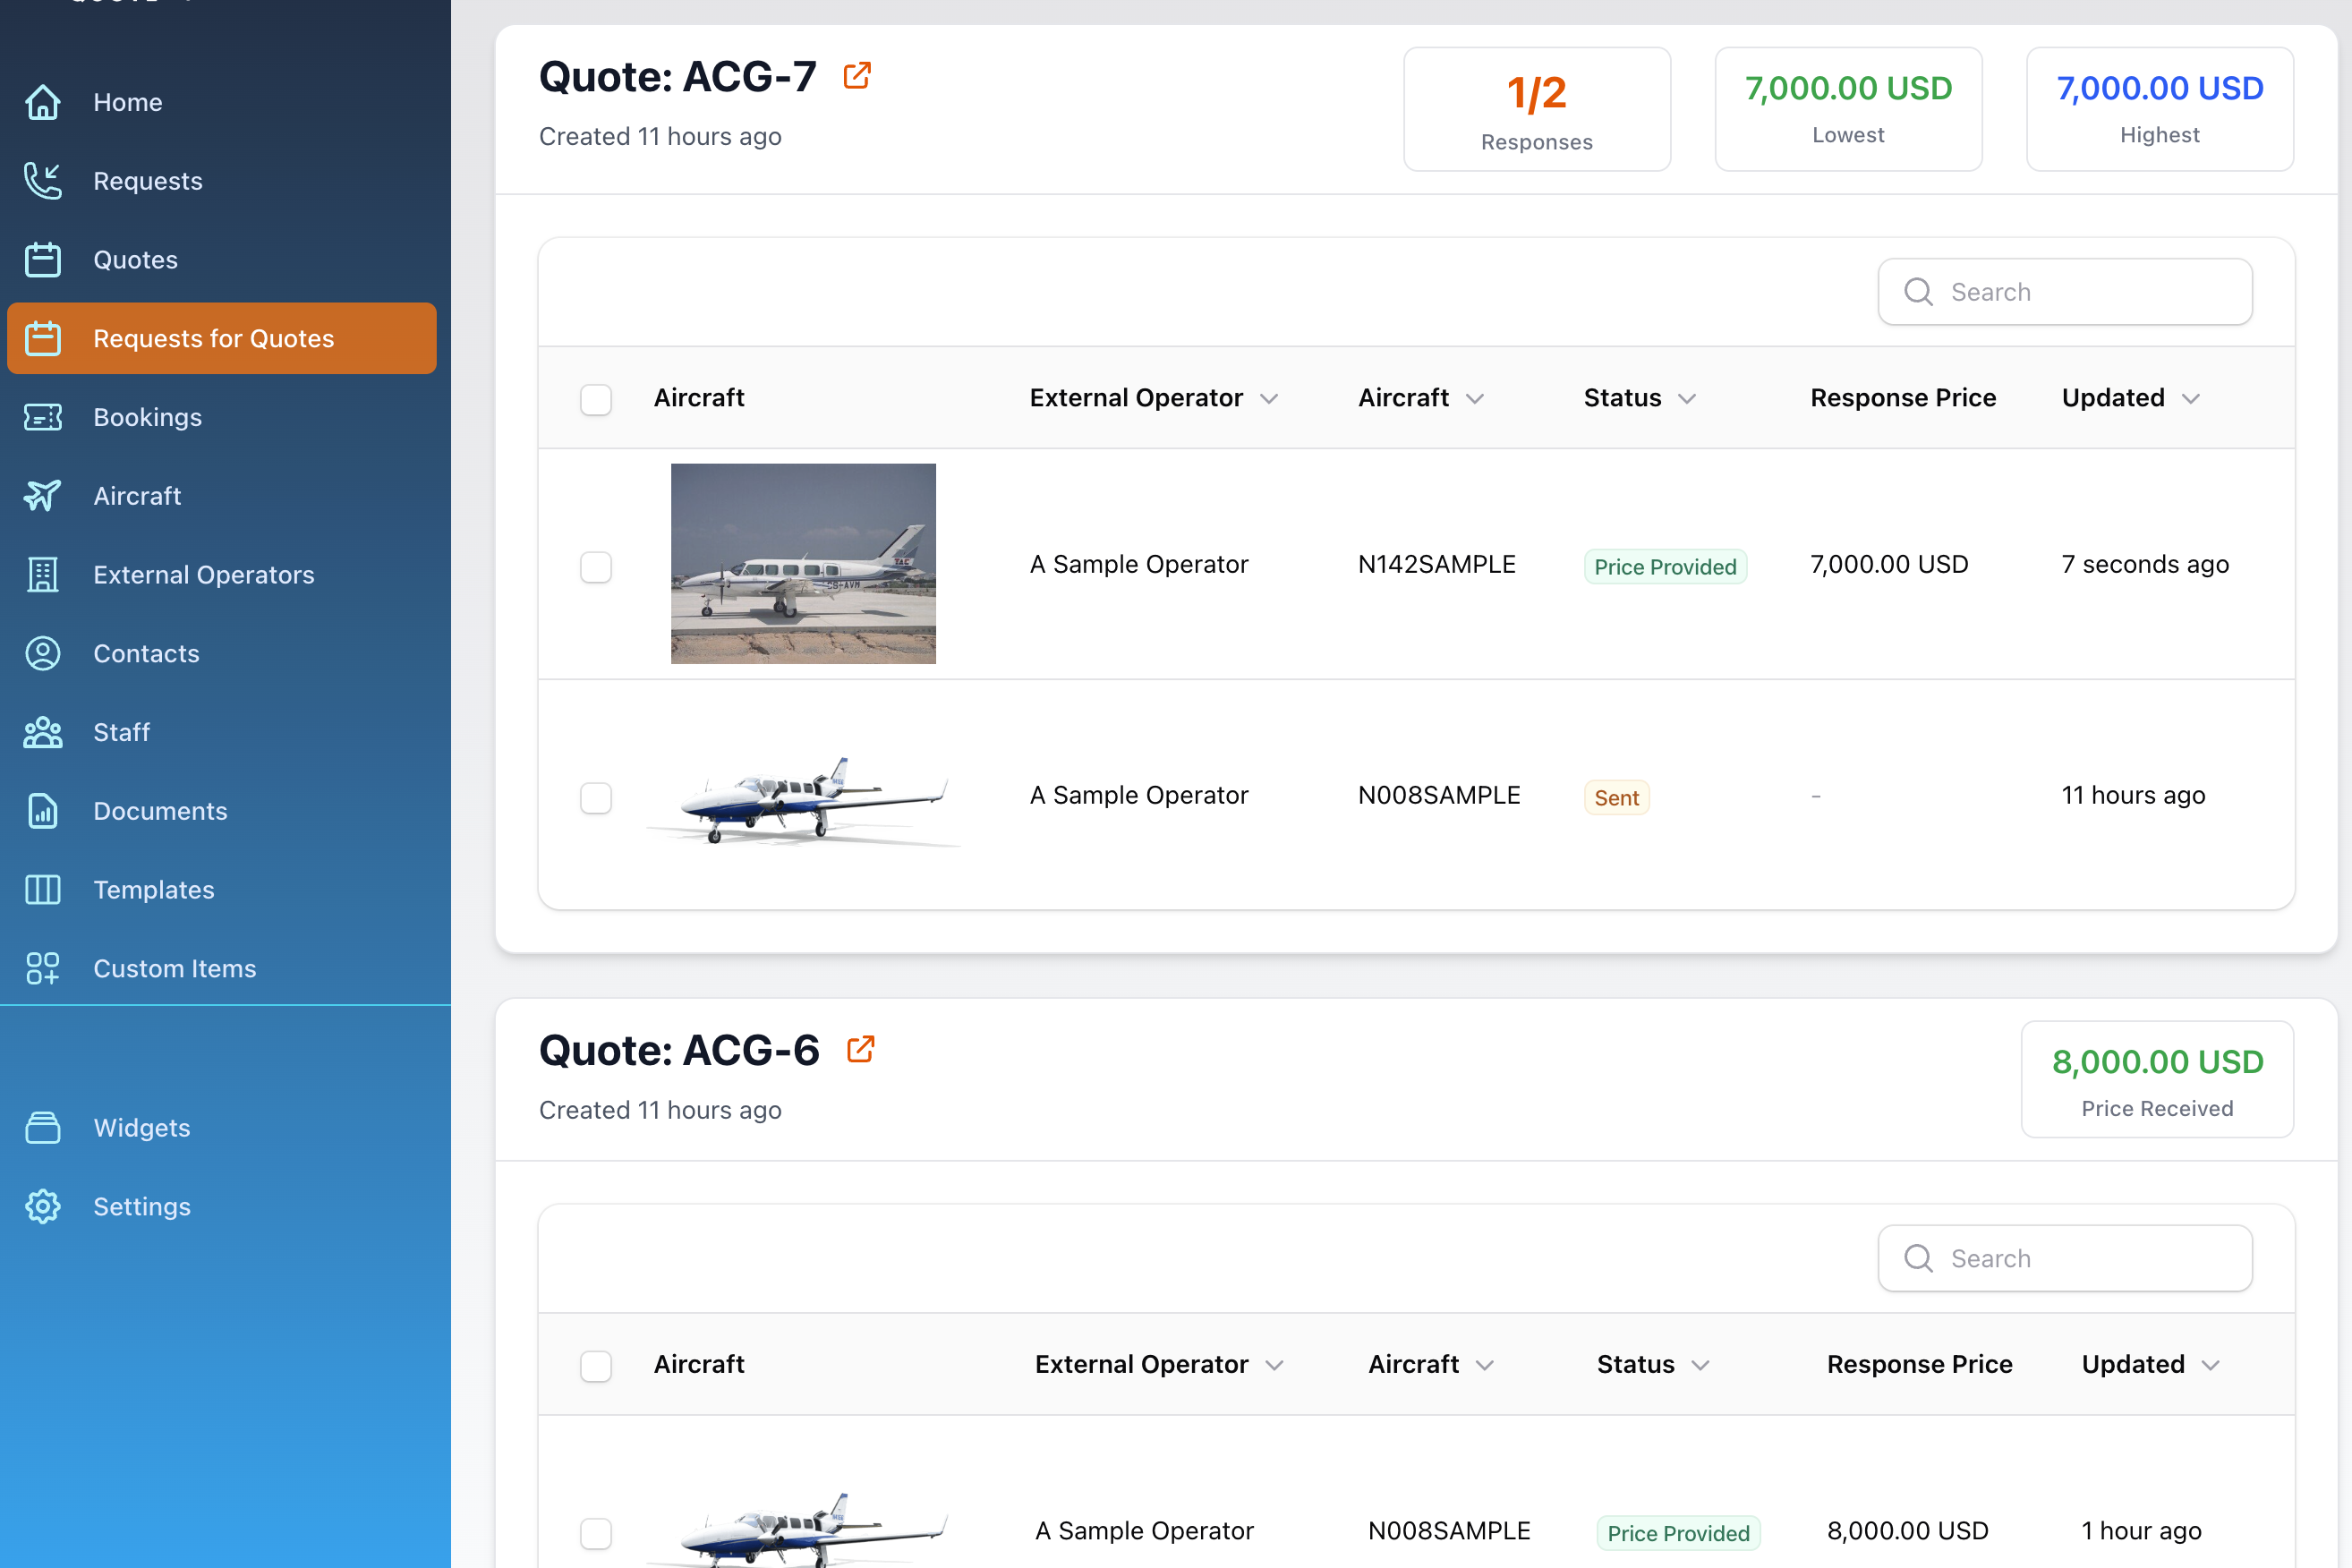 Home
Requests
Quotes
Requests for Quotes
Bookings
Aircraft
External Operators
Contacts
Staff
Documents
Templates
Custom Items
Widgets
Settings
Quote: ACG-7
Created 11 hours ago
1/2
Responses
7,000.00 USD
Lowest
7,000.00 USD
Highest
Search
Aircraft External Operator Aircraft Status Response Price Updated
TAC
A Sample Operator N142SAMPLE Price Provided 7,000.00 USD 7 seconds ago
A Sample Operator N008SAMPLE Sent - 11 hours ago
Quote: ACG-6
Created 11 hours ago
8,000.00 USD
Price Received
Search
Aircraft External Operator Aircraft Status Response Price Updated
A Sample Operator N008SAMPLE Price Provided 8,000.00 USD 1 hour ago